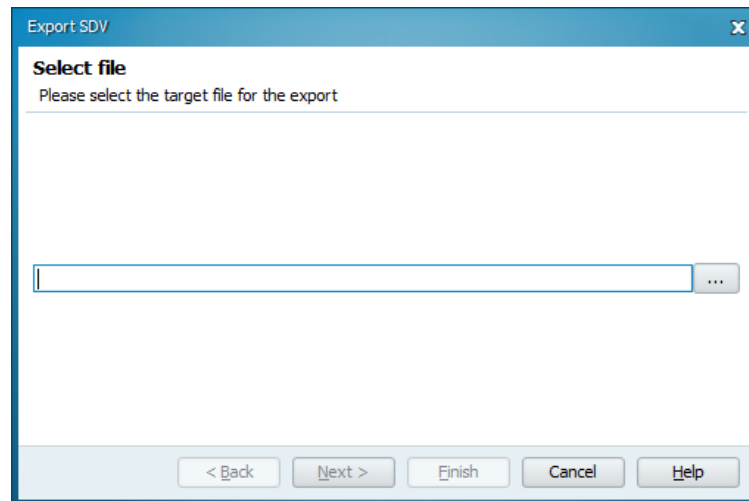 Export SDV
Select file
Please select the target file for the export
...
< Back Next > Finish Cancel Help